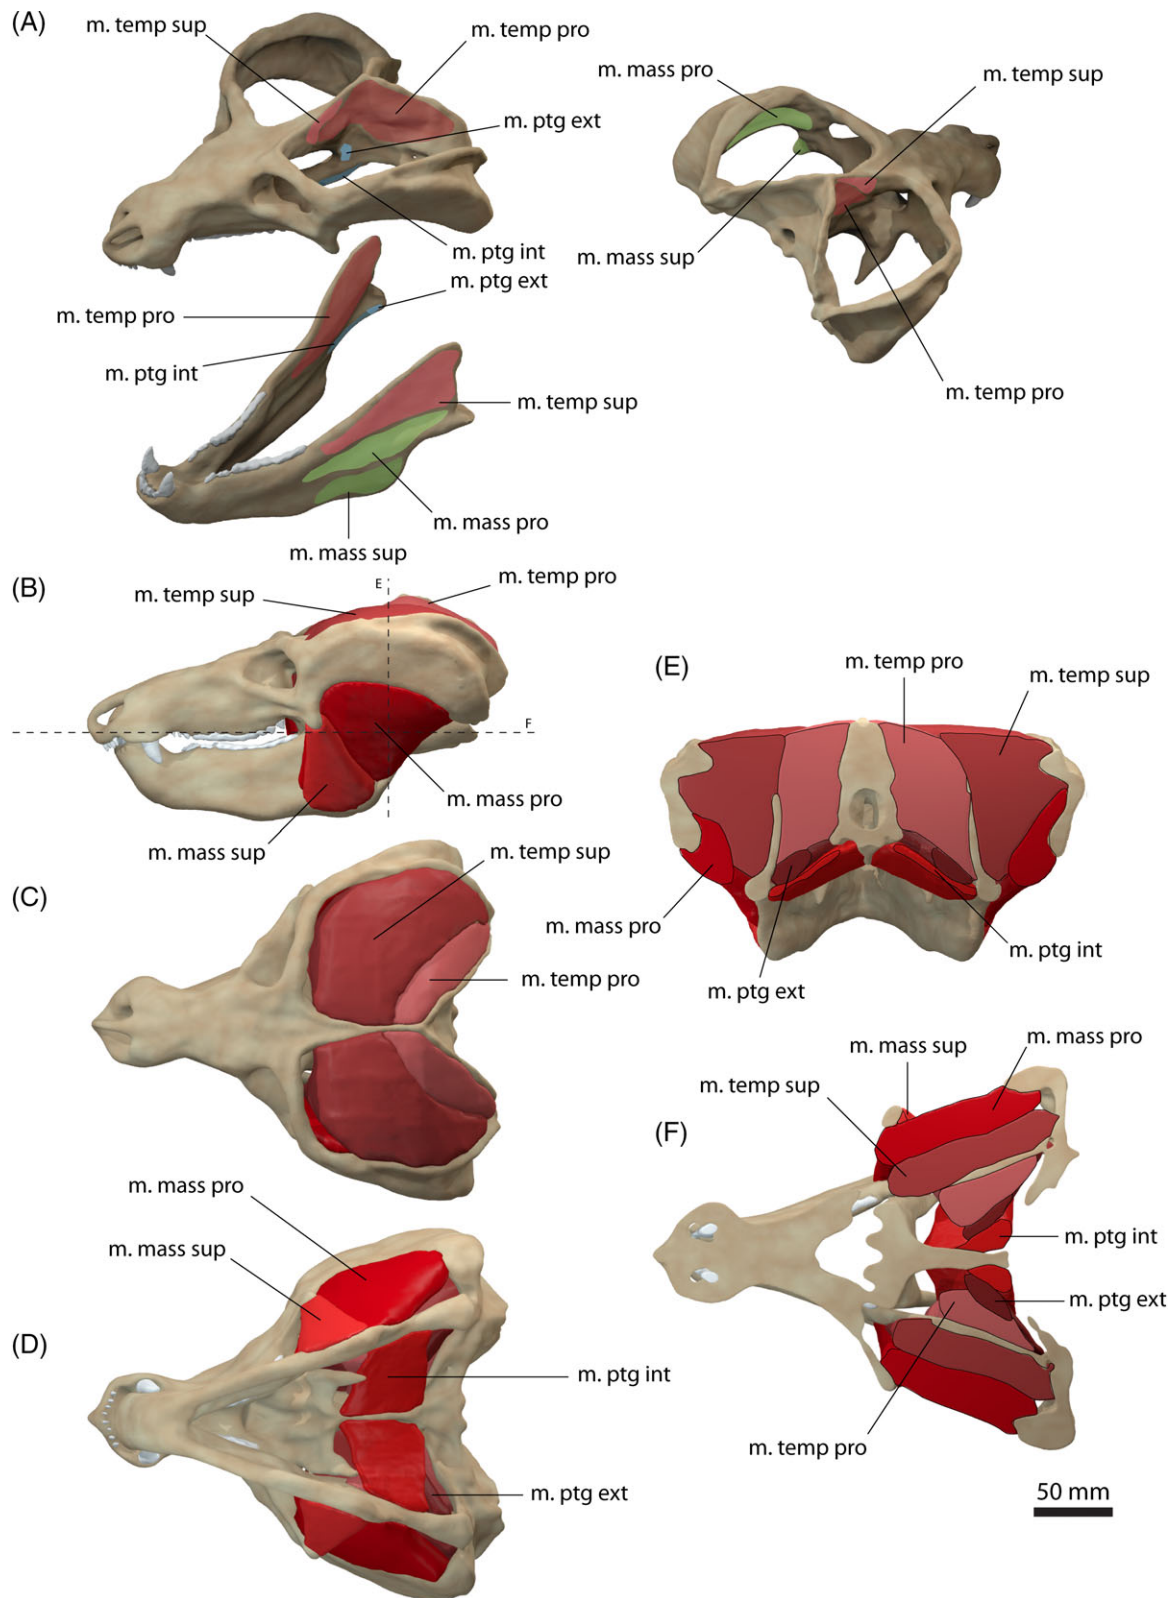 (A)
m. temp sup
m. temp pro
m. ptg ext
m. ptg int
m. ptg ext
m. temp pro
m. ptg int
m. temp sup
m. mass pro
m. mass sup
m. mass pro
m. temp sup
m. mass sup
m. temp pro
(B)
m. temp sup
E
m. temp pro
F
m. mass pro
m. mass sup
(C)
m. temp sup
m. temp pro
(D)
m. mass pro
m. mass sup
m. ptg int
m. ptg ext
(E)
m. temp pro
m. temp sup
m. mass pro
m. ptg int
m. ptg ext
(F)
m. mass sup
m. mass pro
m. temp sup
m. ptg int
m. ptg ext
m. temp pro
50 mm